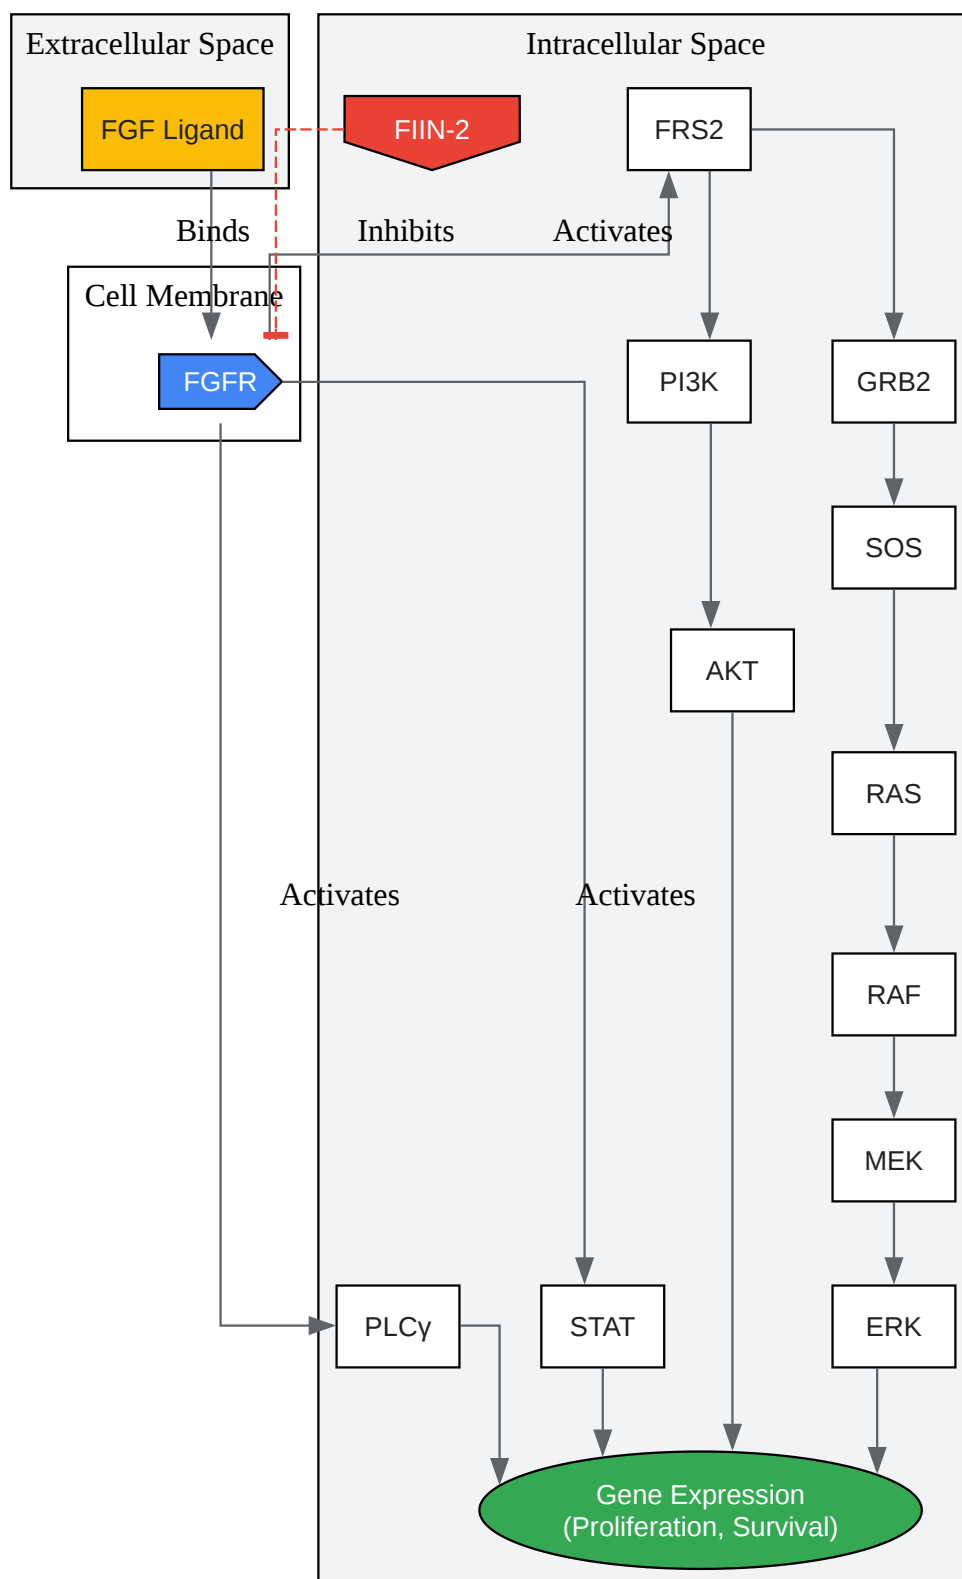 Extracellular Space
Intracellular Space
FGF Ligand
FIIN-2
FRS2
Binds
Inhibits
Activates
Cell Membrane
FGFR
PI3K
GRB2
SOS
AKT
RAS
Activates
Activates
RAF
MEK
PLCγ
STAT
ERK
Gene Expression
(Proliferation, Survival)